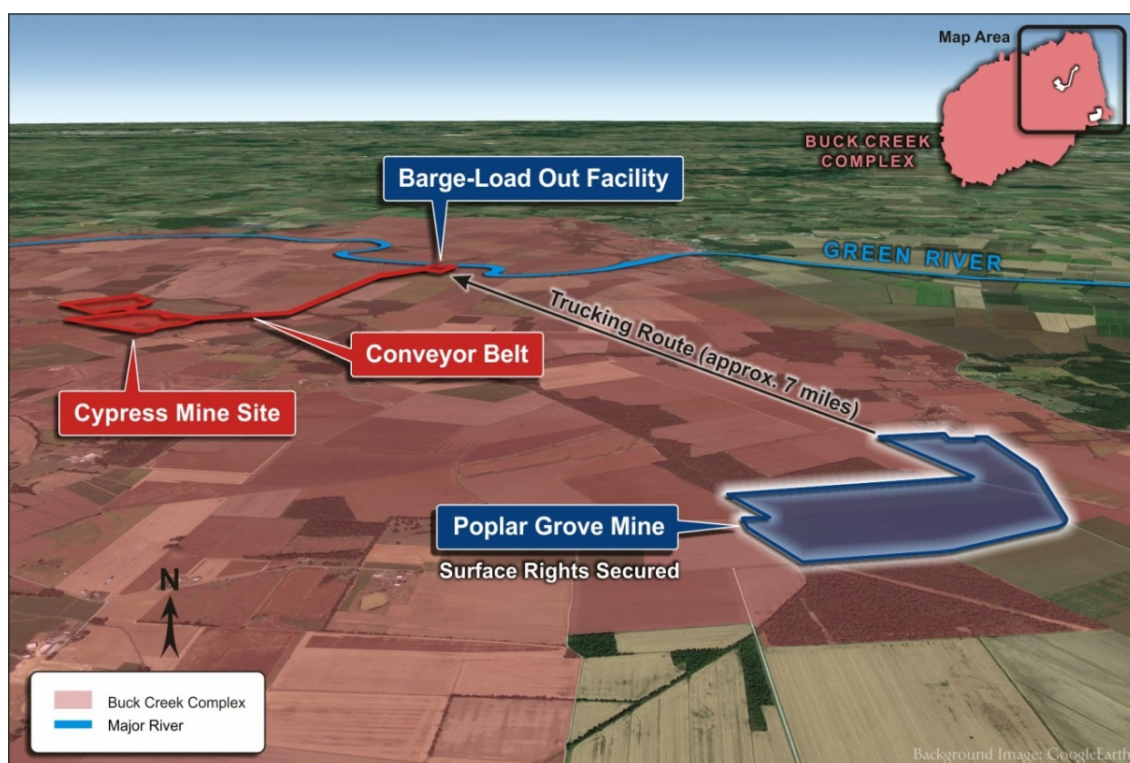 Map Area
BUCK CREEK
COMPLEX
Barge-Load Out Facility
GREEN RIVER
Trucking Route (approx. 7 miles)
Conveyor Belt
Cypress Mine Site
Poplar Grove Mine
Surface Rights Secured
N
Buck Creek Complex
Major River
Background Image: GoogleEarth